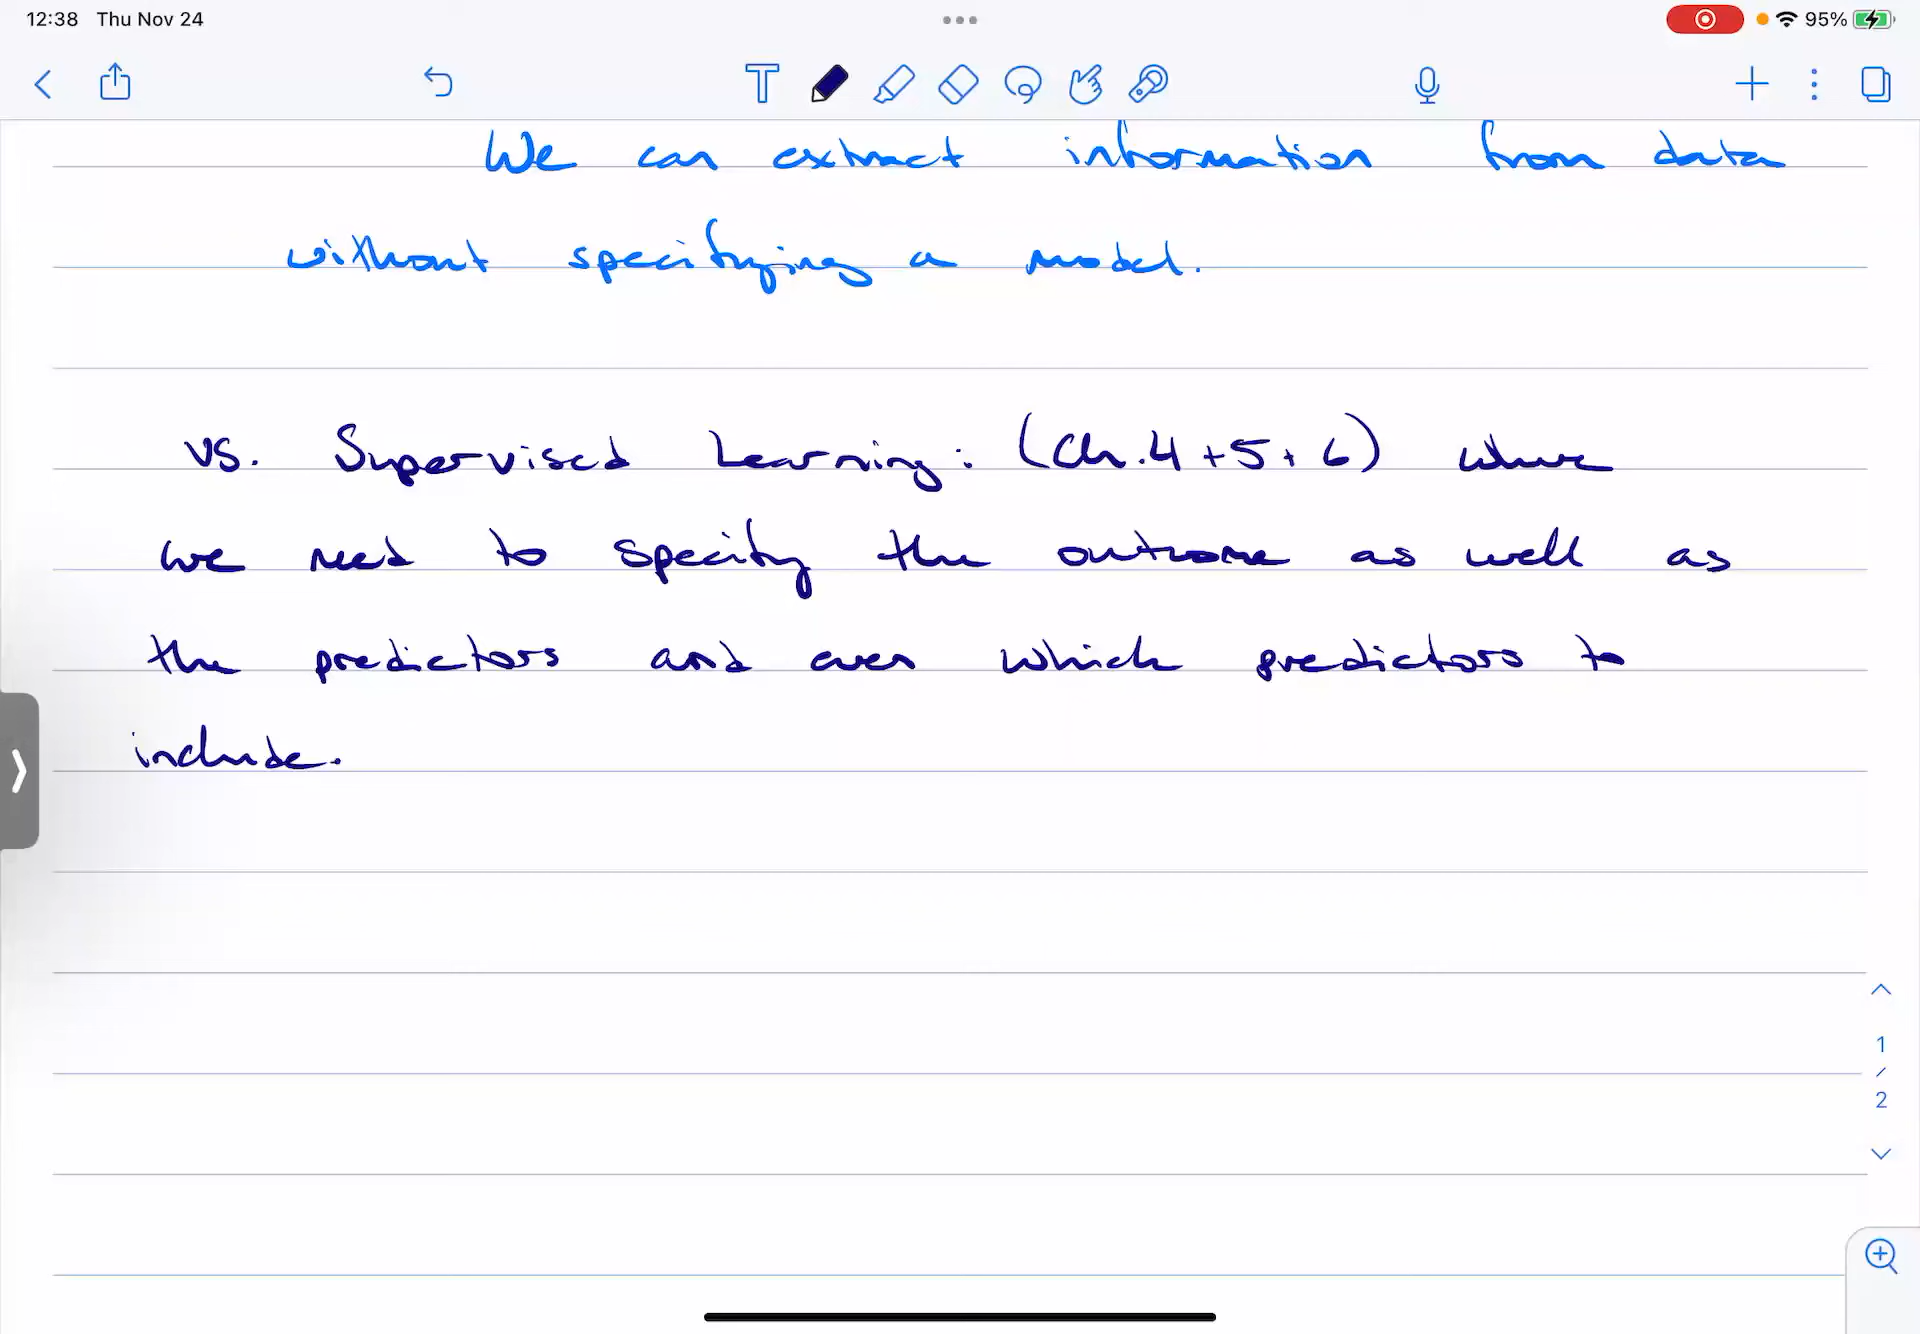 12:38 Thu Nov 24
95%
We can extract information from data
without specifying a model.
vs. Supervised Learning: (Ch. 4 + 5 + 6) where
we need to specify the outcome as well as
the predictors and even which predictors to
include.
1
/
2